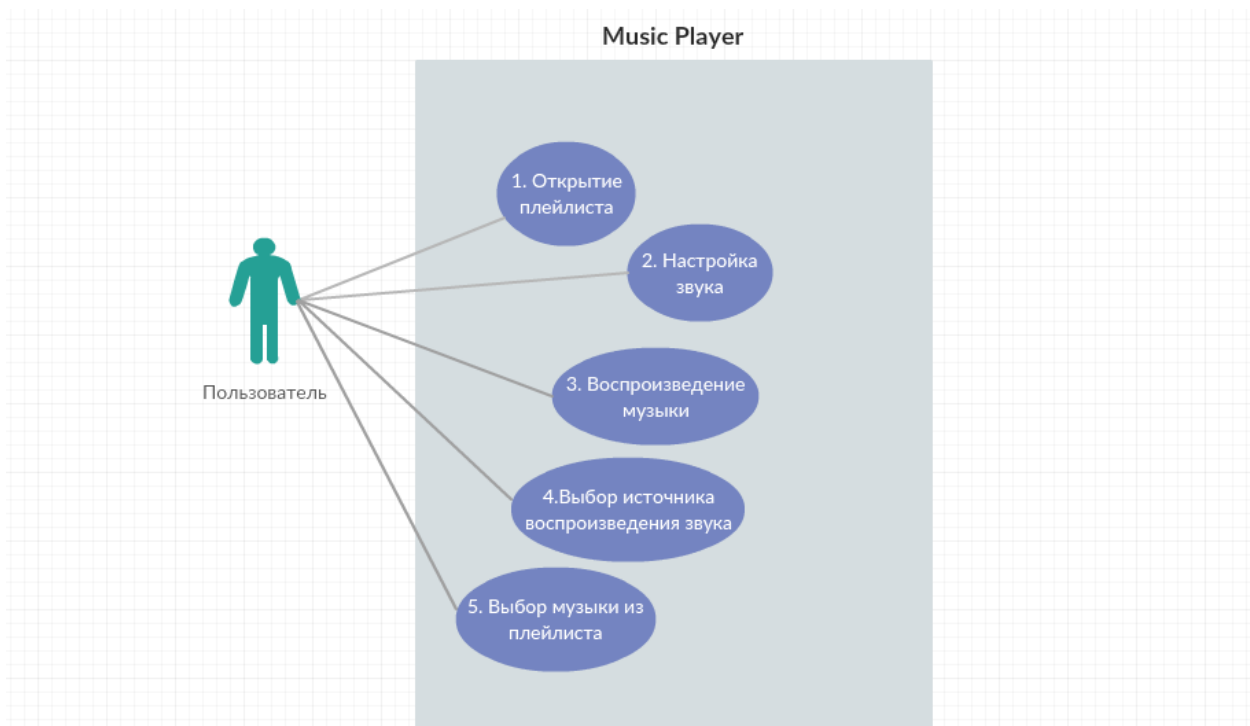 Music Player
1. Открытие
плейлиста
2. Настройка
звука
Пользователь
3. Воспроизведение
музыки
4.Выбор источника
воспроизведения звука
5. Выбор музыки из
плейлиста